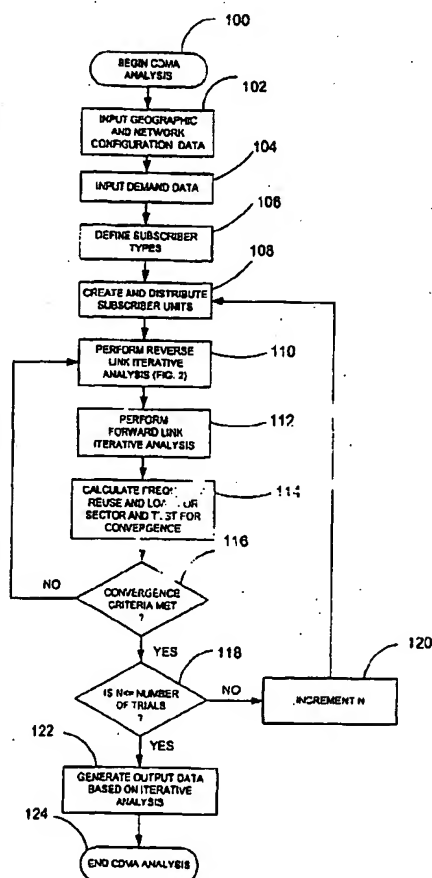 100
BEGIN CDMA
ANALYSIS
102
INPUT GEOGRAPHIC
AND NETWORK
CONFIGURATION DATA
104
INPUT DEMAND DATA
106
DEFINE SUBSCRIBER
TYPES
108
CREATE AND DISTRIBUTE
SUBSCRIBER UNITS
110
PERFORM REVERSE
LINK ITERATIVE
ANALYSIS (FIG. 2)
112
PERFORM
FORWARD LINK
ITERATIVE ANALYSIS
114
CALCULATE
REUSE AND
SECTOR AND FOR
CONVERGENCE
116
NO
CONVERGENCE
CRITERIA MET
?
YES
118
120
IS N= NUMBER
OF TRIALS
?
NO
INCREMENT N
YES
122
GENERATE OUTPUT DATA
BASED ON ITERATIVE
ANALYSIS
124
END CDMA ANALYSIS